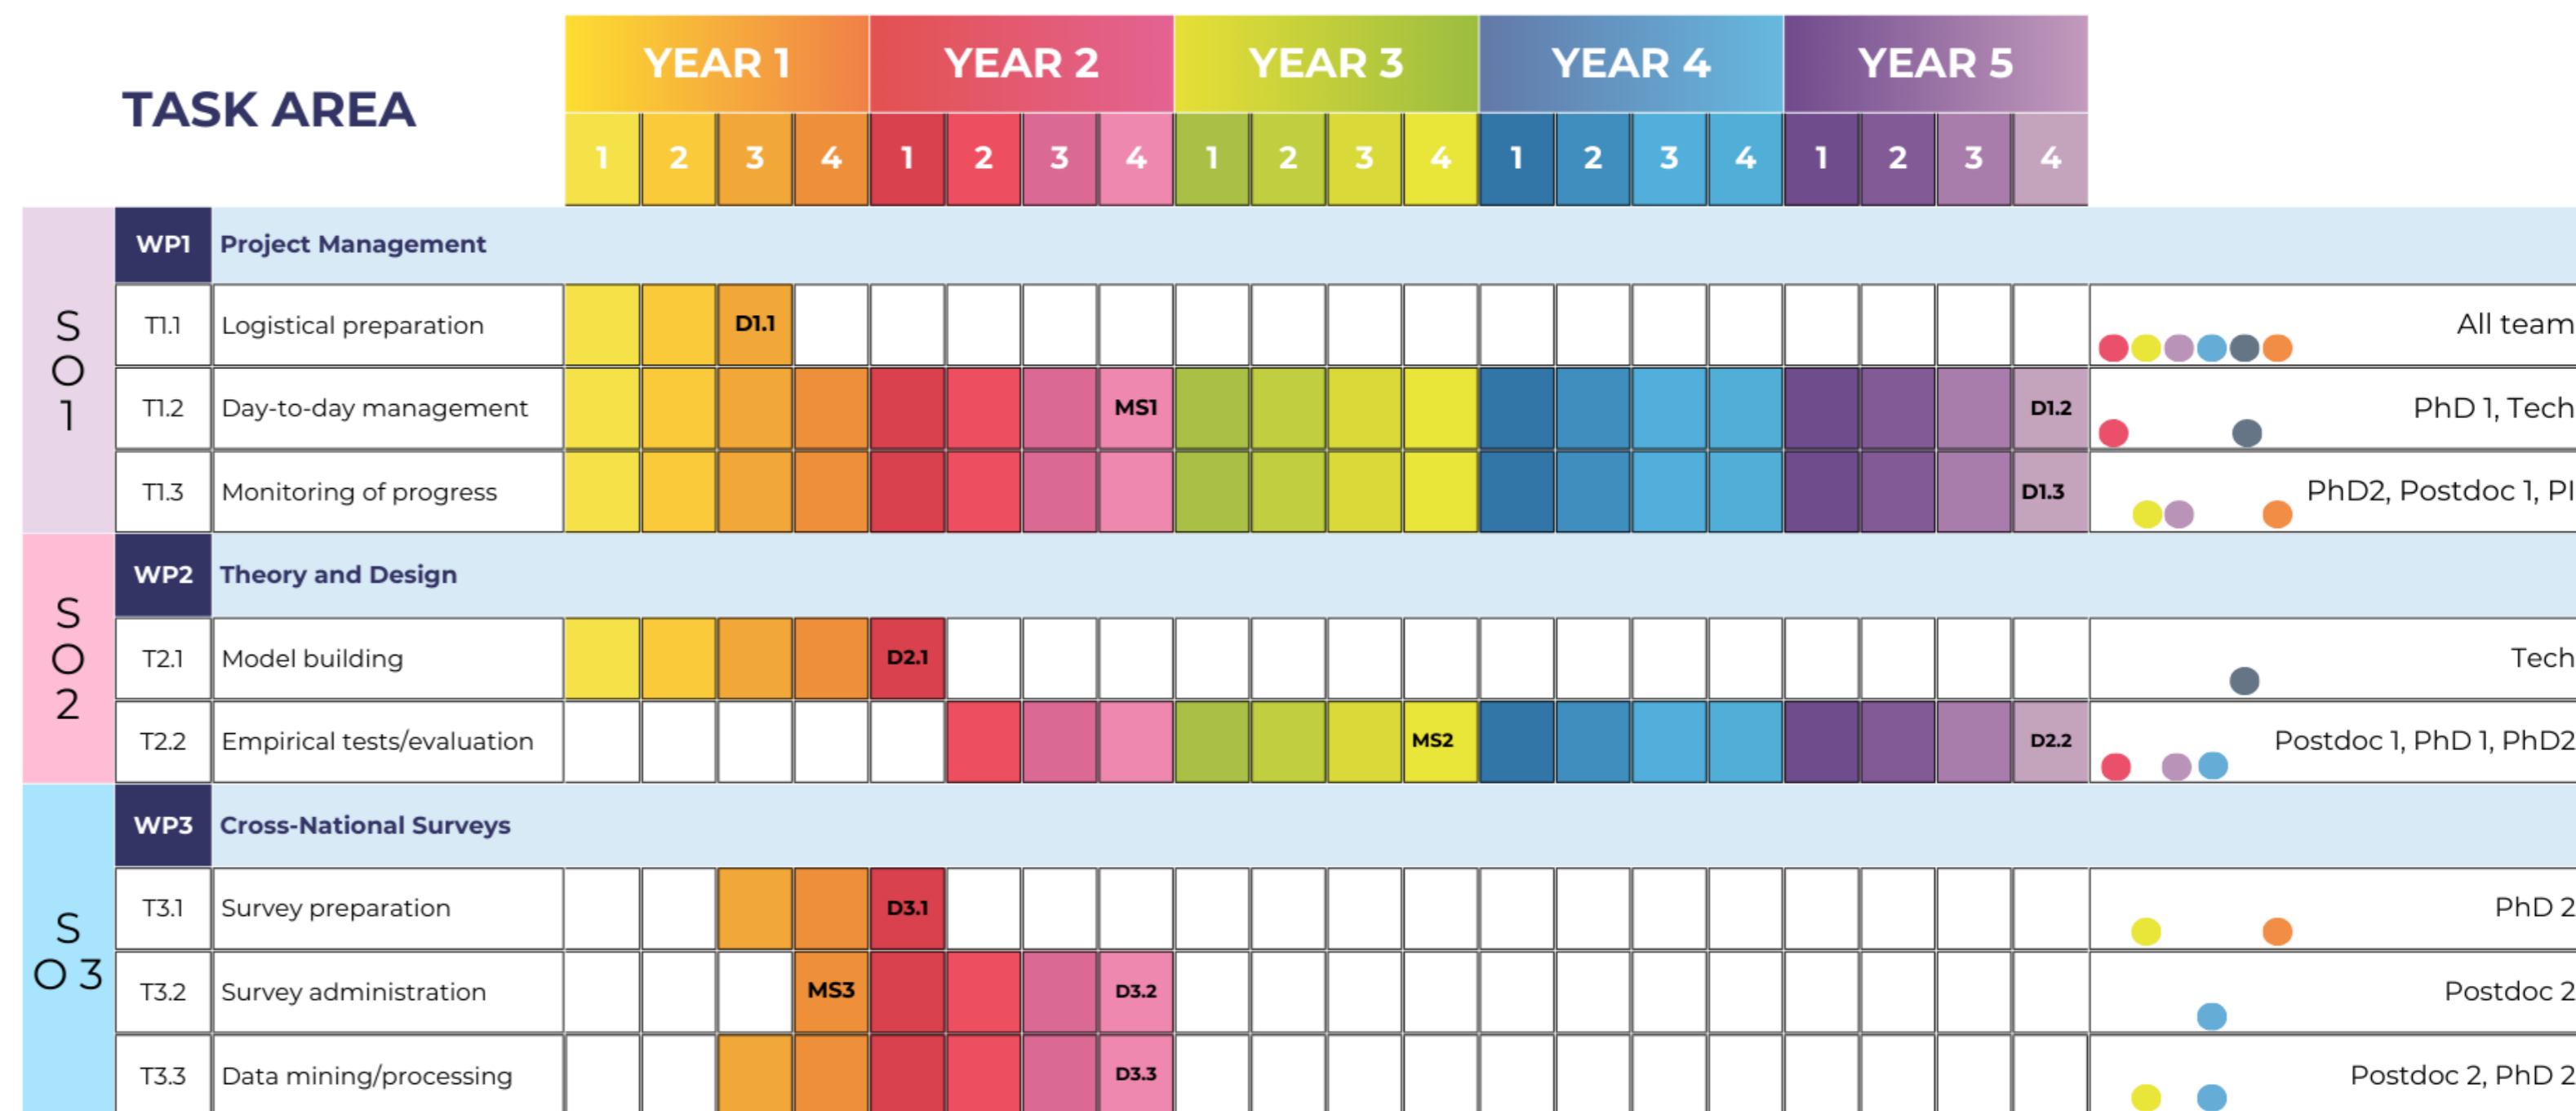 TASK AREA
YEAR 1 YEAR 2 YEAR 3 YEAR 4 YEAR 5
1 2 3 4 1 2 3 4 1 2 3 4 1 2 3 4 1 2 3 4
SO1
WP1 Project Management
T1.1 Logistical preparation D1.1 All team
T1.2 Day-to-day management MS1 D1.2 PhD 1, Tech
T1.3 Monitoring of progress D1.3 PhD2, Postdoc 1, PI
SO2
WP2 Theory and Design
T2.1 Model building D2.1 Tech
T2.2 Empirical tests/evaluation MS2 D2.2 Postdoc 1, PhD 1, PhD2
SO3
WP3 Cross-National Surveys
T3.1 Survey preparation D3.1 PhD 2
T3.2 Survey administration MS3 D3.2 Postdoc 2
T3.3 Data mining/processing D3.3 Postdoc 2, PhD 2